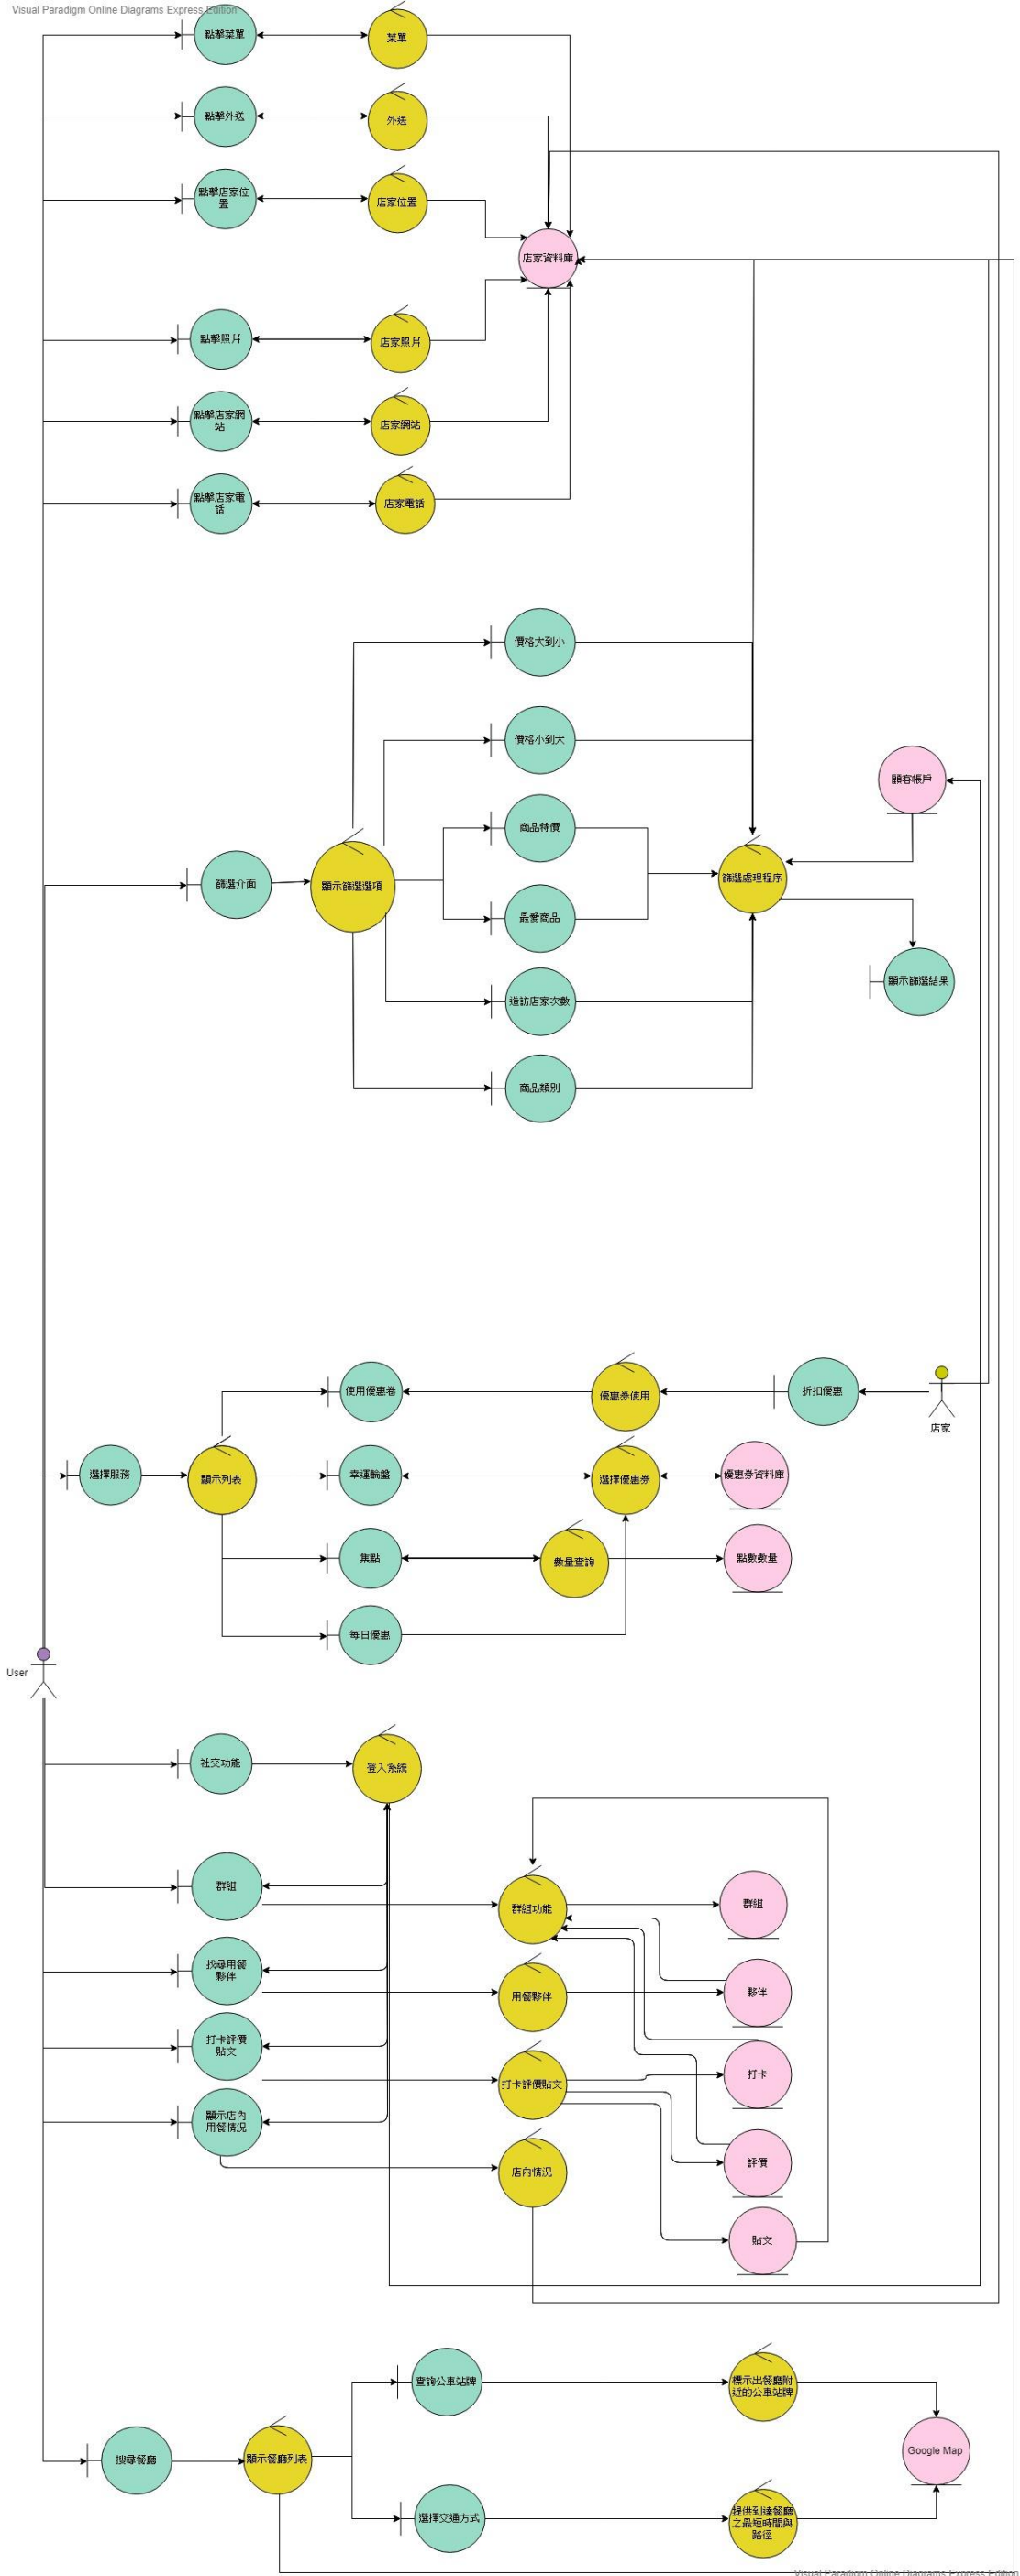 Visual Paradigm Online Diagrams Express Edition
點擊菜單
菜單
點擊外送
外送
點擊店家位
置
店家位置
店家資料庫
點擊照片
店家照片
點擊店家網
站
店家網站
點擊店家電
話
店家電話
價格大到小
價格小到大
顧客帳戶
商品特價
篩選介面
顯示篩選選項
篩選處理程序
最愛商品
顯示篩選結果
造訪店家次數
商品類別
使用優惠卷
優惠券使用
折扣優惠
店家
選擇服務
顯示列表
幸運輪盤
選擇優惠券
優惠券資料庫
集點
數量查詢
點數數量
每日優惠
User
社交功能
登入系統
群組
群組功能
群組
找尋用餐
夥伴
用餐夥伴
夥伴
打卡評價
貼文
打卡評價貼文
打卡
顯示店內
用餐情況
店內情況
評價
貼文
查詢公車站牌
標示出餐廳附
近的公車站牌
搜尋餐廳
顯示餐廳列表
Google Map
選擇交通方式
提供到達餐廳
之最短時間與
路徑
Visual Paradigm Online Diagrams Express Edition